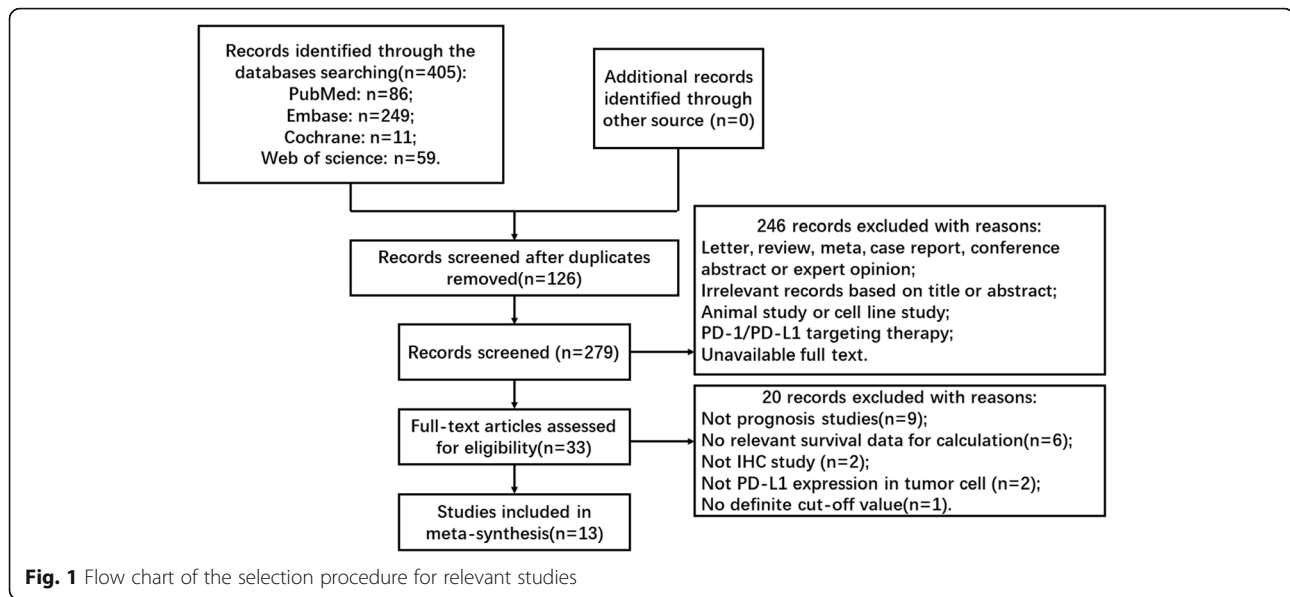 Records identified through the
databases searching(n=405):
PubMed: n=86;
Embase: n=249;
Cochrane: n=11;
Web of science: n=59.
Additional records
identified through
other source (n=0)
Records screened after duplicates
removed(n=126)
246 records excluded with reasons:
Letter, review, meta, case report, conference
abstract or expert opinion;
Irrelevant records based on title or abstract;
Animal study or cell line study;
PD-1/PD-L1 targeting therapy;
Unavailable full text.
Records screened (n=279)
20 records excluded with reasons:
Not prognosis studies(n=9);
No relevant survival data for calculation(n=6);
Not IHC study (n=2);
Not PD-L1 expression in tumor cell (n=2);
No definite cut-off value(n=1).
Full-text articles assessed
for eligibility(n=33)
Studies included in
meta-synthesis(n=13)
Fig. 1 Flow chart of the selection procedure for relevant studies